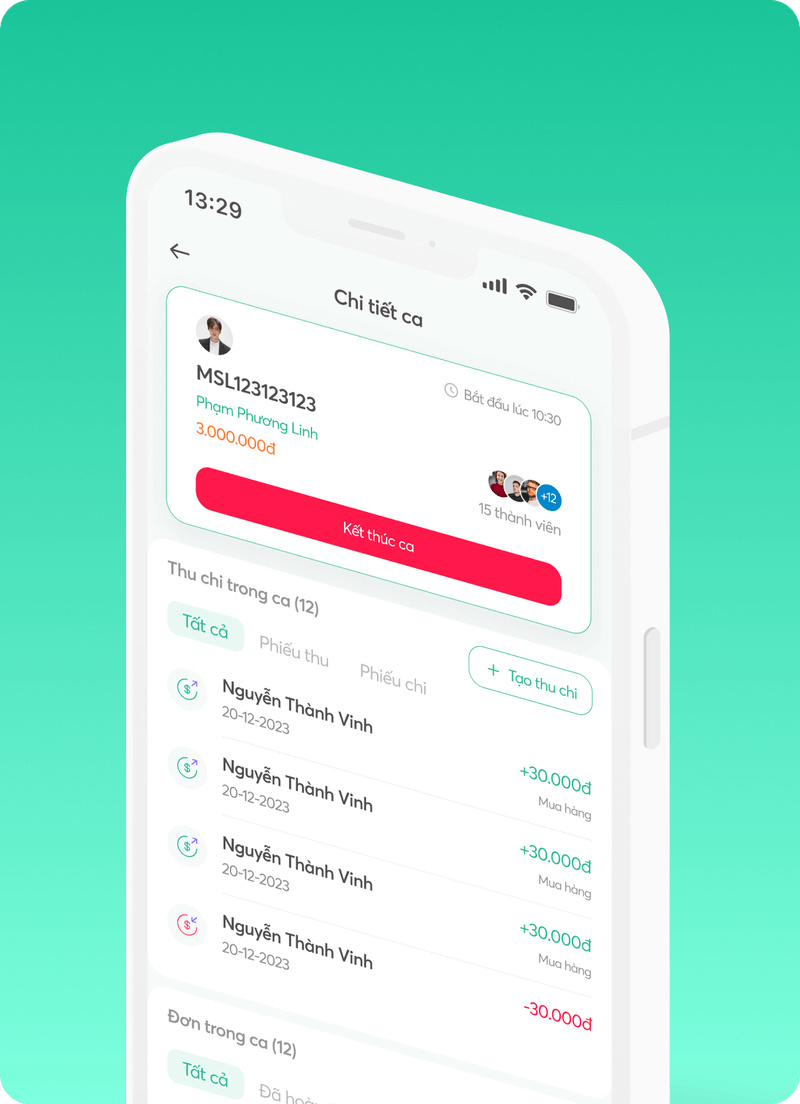 13:29
Chi tiết ca
MSL123123123
Bắt đầu lúc 10:30
Phạm Phương Linh
3.000.000đ
+12
15 thành viên
Kết thúc ca
Thu chi trong ca (12)
Tất cả
Phiếu thu
Phiếu chi
+ Tạo thu chi
Nguyễn Thành Vinh
20-12-2023
+30.000đ
Mua hàng
Nguyễn Thành Vinh
20-12-2023
+30.000đ
Mua hàng
Nguyễn Thành Vinh
20-12-2023
+30.000đ
Mua hàng
Nguyễn Thành Vinh
20-12-2023
-30.000đ
Đơn trong ca (12)
Tất cả
Đã